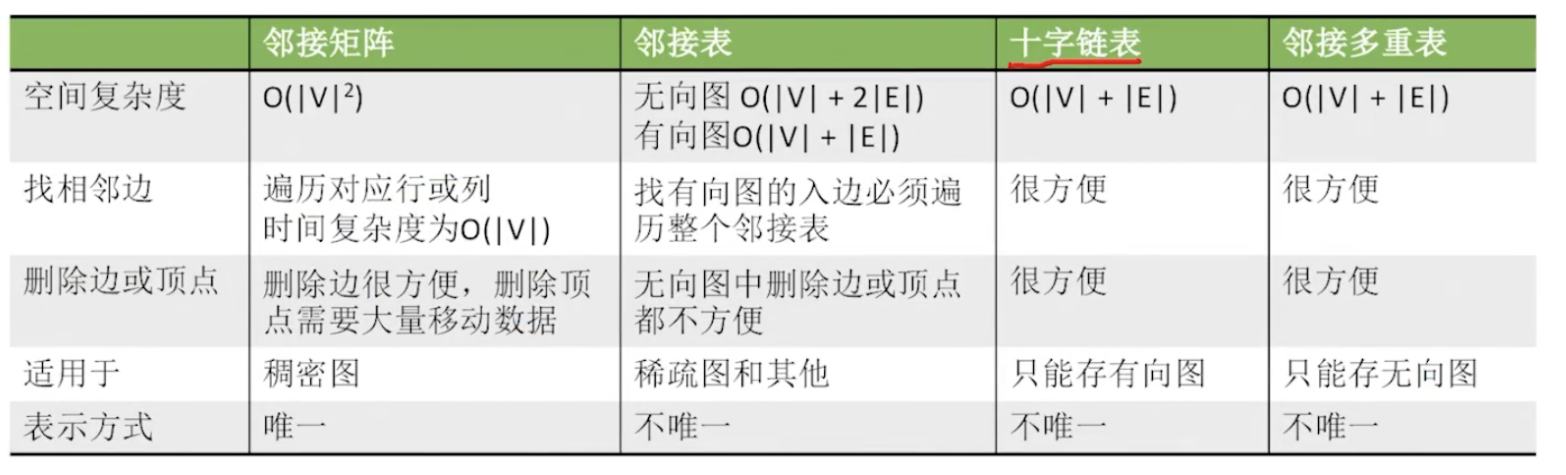 邻接矩阵 邻接表 十字链表 邻接多重表
空间复杂度 O(|V|²) 无向图 O(|V| + 2|E|) O(|V| + |E|) O(|V| + |E|)
有向图O(|V| + |E|)
找相邻边 遍历对应行或列 找有向图的入边必须遍 很方便 很方便
时间复杂度为O(|V|) 历整个邻接表
删除边或顶点 删除边很方便，删除顶 无向图中删除边或顶点 很方便 很方便
点需要大量移动数据 都不方便
适用于 稠密图 稀疏图和其他 只能存有向图 只能存无向图
表示方式 唯一 不唯一 不唯一 不唯一